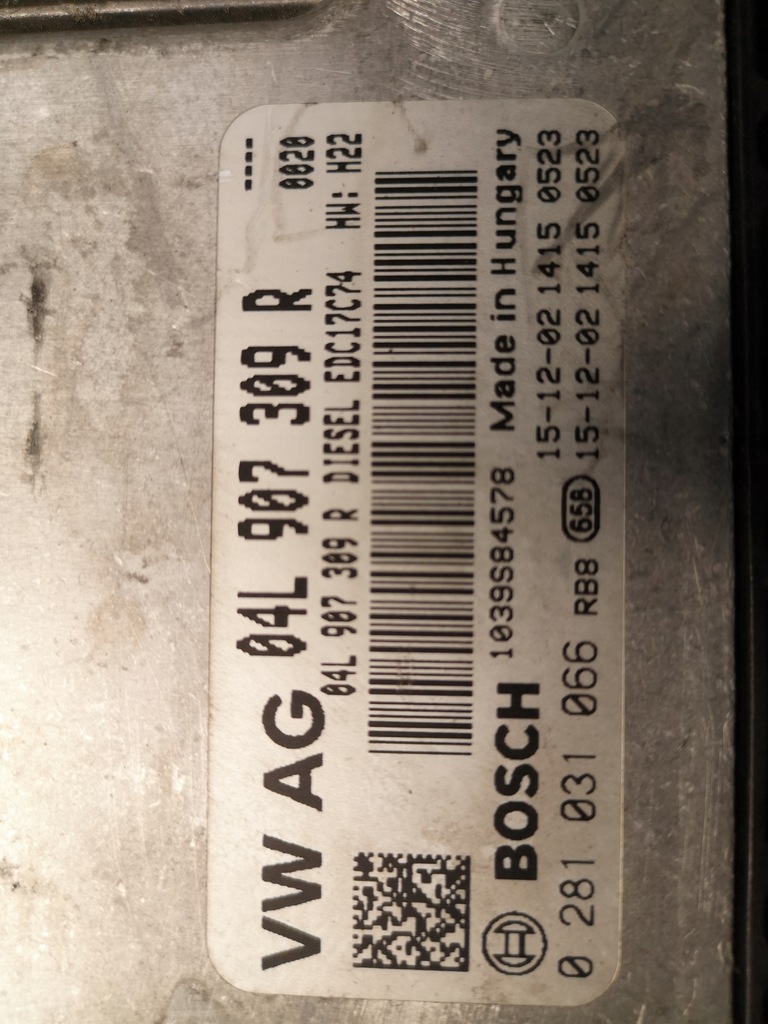 VW AG 04L 907 309 R ----
0020
04L 907 309 R DIESEL EDC17C74 HW: H22
BOSCH 1039S84578 Made in Hungary
15-12-02 1415 0523
0 281 031 066 RB8 658 15-12-02 1415 0523